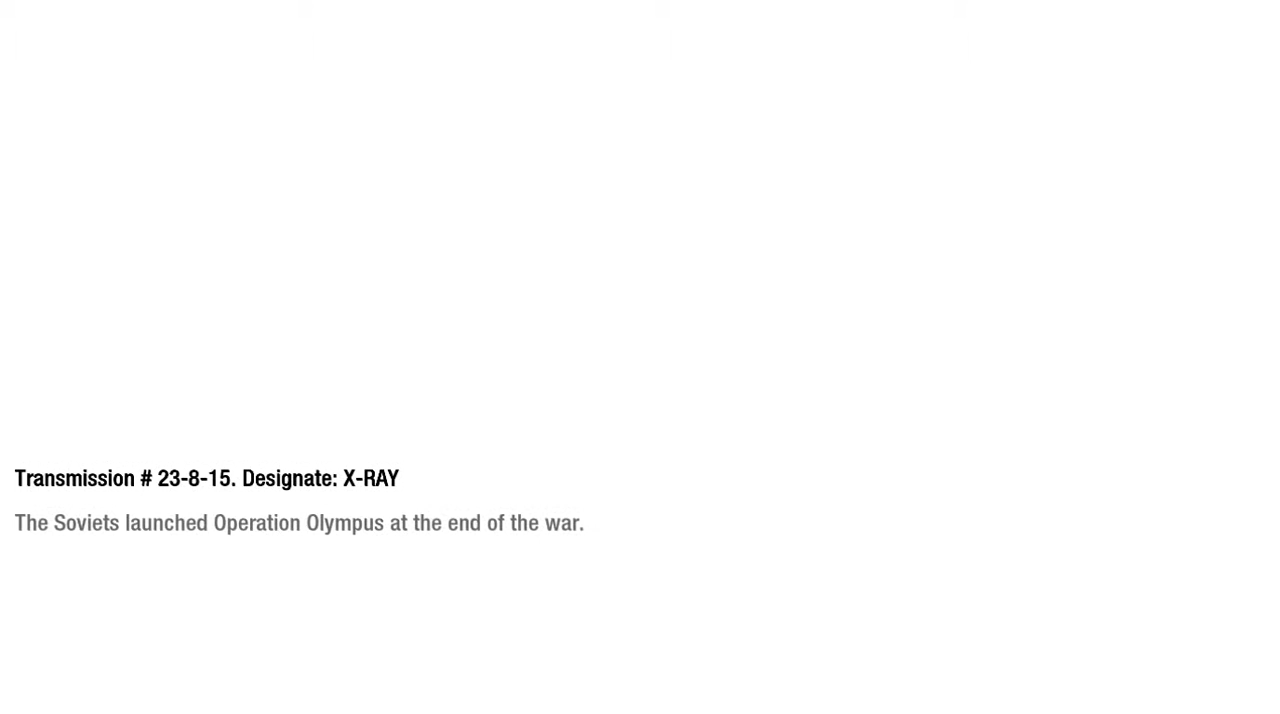 Transmission # 23-8-15. Designate: X-RAY
The Soviets launched Operation Olympus at the end of the war.